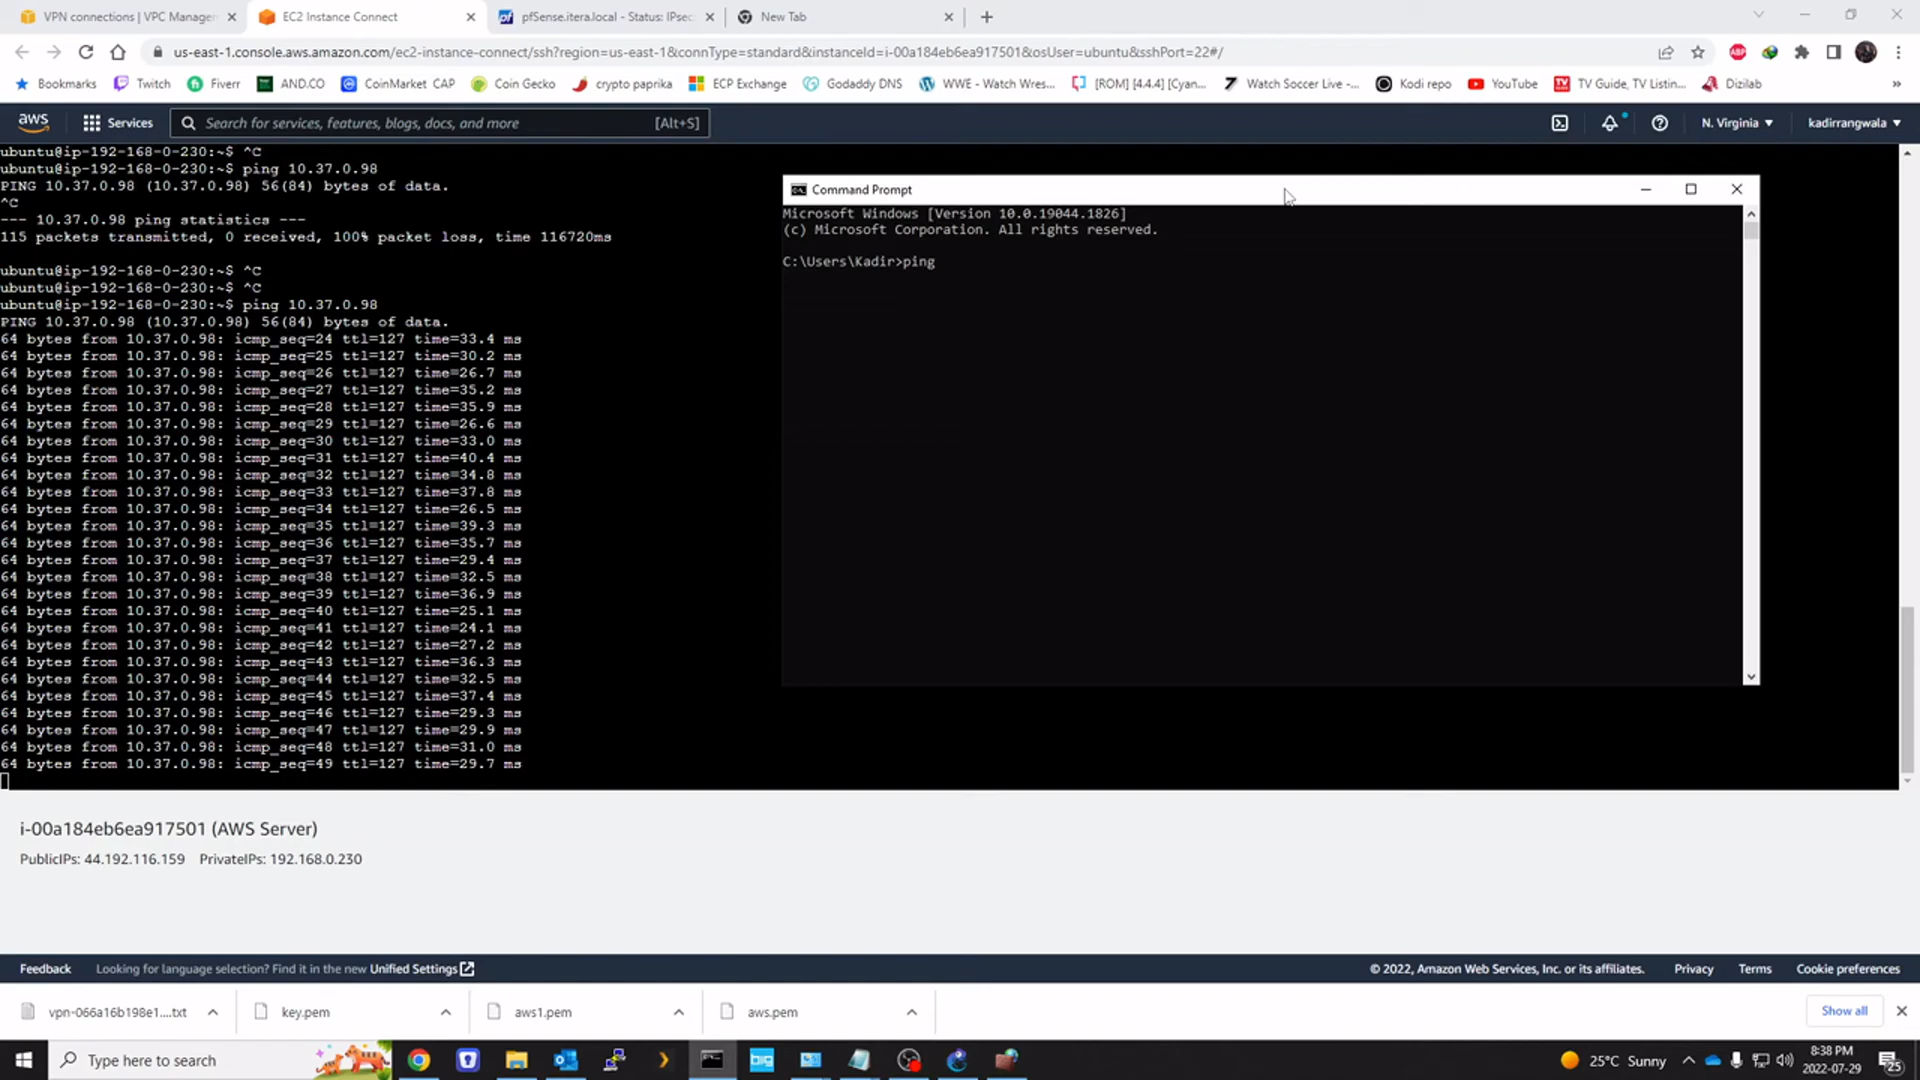 VPN connections | VPC Manager
EC2 Instance Connect
pfSense.itera.local - Status: IPsec
New Tab
us-east-1.console.aws.amazon.com/ec2-instance-connect/ssh?region=us-east-1&connType=standard&instanceId=i-00a184eb6ea917501&osUser=ubuntu&sshPort=22#/
Bookmarks
Twitch
Fiverr
AND.CO
CoinMarket CAP
Coin Gecko
crypto paprika
ECP Exchange
Godaddy DNS
WWE - Watch Wres...
[ROM] [4.4.4] [Cyan...
Watch Soccer Live -...
Kodi repo
YouTube
TV Guide, TV Listin...
Dizilab
»
aws
Services
Search for services, features, blogs, docs, and more [Alt+S]
N. Virginia
kadirrangwala
ubuntu@ip-192-168-0-230:~$ ^C
ubuntu@ip-192-168-0-230:~$ ping 10.37.0.98
PING 10.37.0.98 (10.37.0.98) 56(84) bytes of data.
^C
--- 10.37.0.98 ping statistics ---
115 packets transmitted, 0 received, 100% packet loss, time 116720ms
ubuntu@ip-192-168-0-230:~$ ^C
ubuntu@ip-192-168-0-230:~$ ^C
ubuntu@ip-192-168-0-230:~$ ping 10.37.0.98
PING 10.37.0.98 (10.37.0.98) 56(84) bytes of data.
64 bytes from 10.37.0.98: icmp_seq=24 ttl=127 time=33.4 ms
64 bytes from 10.37.0.98: icmp_seq=25 ttl=127 time=30.2 ms
64 bytes from 10.37.0.98: icmp_seq=26 ttl=127 time=26.7 ms
64 bytes from 10.37.0.98: icmp_seq=27 ttl=127 time=35.2 ms
64 bytes from 10.37.0.98: icmp_seq=28 ttl=127 time=35.9 ms
64 bytes from 10.37.0.98: icmp_seq=29 ttl=127 time=26.6 ms
64 bytes from 10.37.0.98: icmp_seq=30 ttl=127 time=33.0 ms
64 bytes from 10.37.0.98: icmp_seq=31 ttl=127 time=40.4 ms
64 bytes from 10.37.0.98: icmp_seq=32 ttl=127 time=34.8 ms
64 bytes from 10.37.0.98: icmp_seq=33 ttl=127 time=37.8 ms
64 bytes from 10.37.0.98: icmp_seq=34 ttl=127 time=26.5 ms
64 bytes from 10.37.0.98: icmp_seq=35 ttl=127 time=39.3 ms
64 bytes from 10.37.0.98: icmp_seq=36 ttl=127 time=35.7 ms
64 bytes from 10.37.0.98: icmp_seq=37 ttl=127 time=29.4 ms
64 bytes from 10.37.0.98: icmp_seq=38 ttl=127 time=32.5 ms
64 bytes from 10.37.0.98: icmp_seq=39 ttl=127 time=36.9 ms
64 bytes from 10.37.0.98: icmp_seq=40 ttl=127 time=25.1 ms
64 bytes from 10.37.0.98: icmp_seq=41 ttl=127 time=24.1 ms
64 bytes from 10.37.0.98: icmp_seq=42 ttl=127 time=27.2 ms
64 bytes from 10.37.0.98: icmp_seq=43 ttl=127 time=36.3 ms
64 bytes from 10.37.0.98: icmp_seq=44 ttl=127 time=32.5 ms
64 bytes from 10.37.0.98: icmp_seq=45 ttl=127 time=37.4 ms
64 bytes from 10.37.0.98: icmp_seq=46 ttl=127 time=29.3 ms
64 bytes from 10.37.0.98: icmp_seq=47 ttl=127 time=29.9 ms
64 bytes from 10.37.0.98: icmp_seq=48 ttl=127 time=31.0 ms
64 bytes from 10.37.0.98: icmp_seq=49 ttl=127 time=29.7 ms
Command Prompt
Microsoft Windows [Version 10.0.19044.1826]
(c) Microsoft Corporation. All rights reserved.
C:\Users\Kadir>ping
i-00a184eb6ea917501 (AWS Server)
PublicIPs: 44.192.116.159 PrivateIPs: 192.168.0.230
Feedback
Looking for language selection? Find it in the new Unified Settings
© 2022, Amazon Web Services, Inc. or its affiliates.
Privacy
Terms
Cookie preferences
vpn-066a16b198e1....txt
key.pem
aws1.pem
aws.pem
Show all
Type here to search
25°C Sunny
8:38 PM
2022-07-29
25